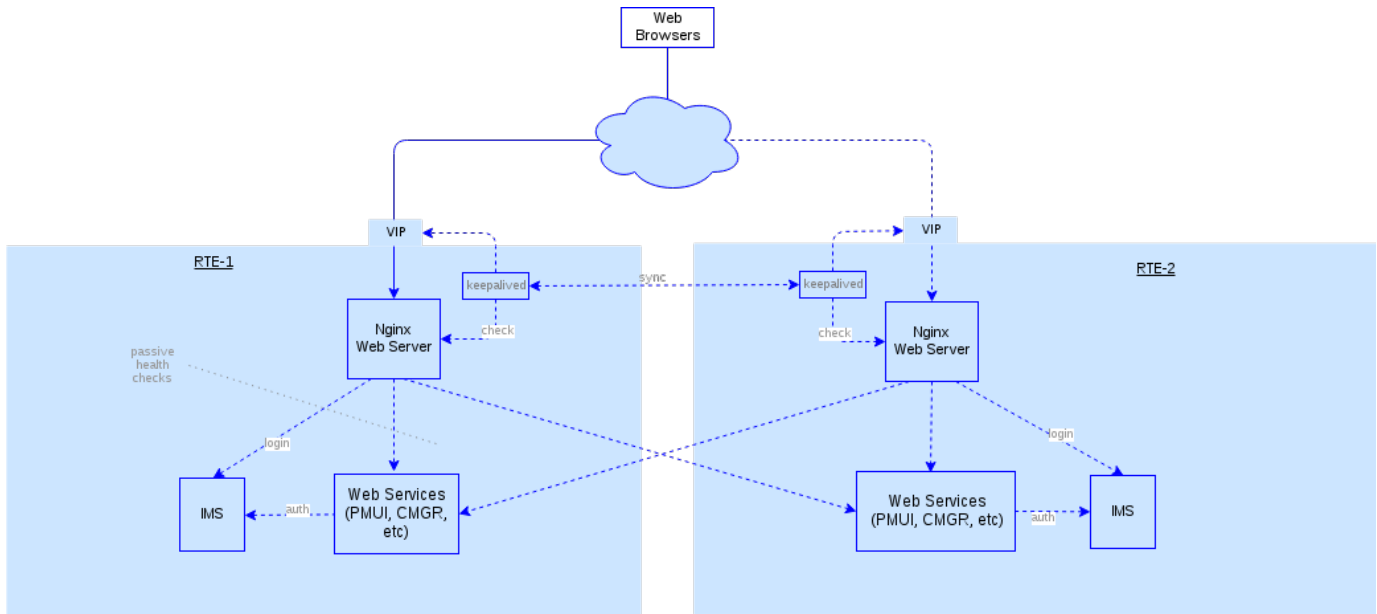 Web
Browsers
VIP
VIP
RTE-1
RTE-2
keepalived
sync
keepalived
Nginx
Web Server
check
check
Nginx
Web Server
passive
health
checks
login
login
IMS
auth
Web Services
(PMUI, CMGR,
etc)
Web Services
(PMUI, CMGR, etc)
auth
IMS